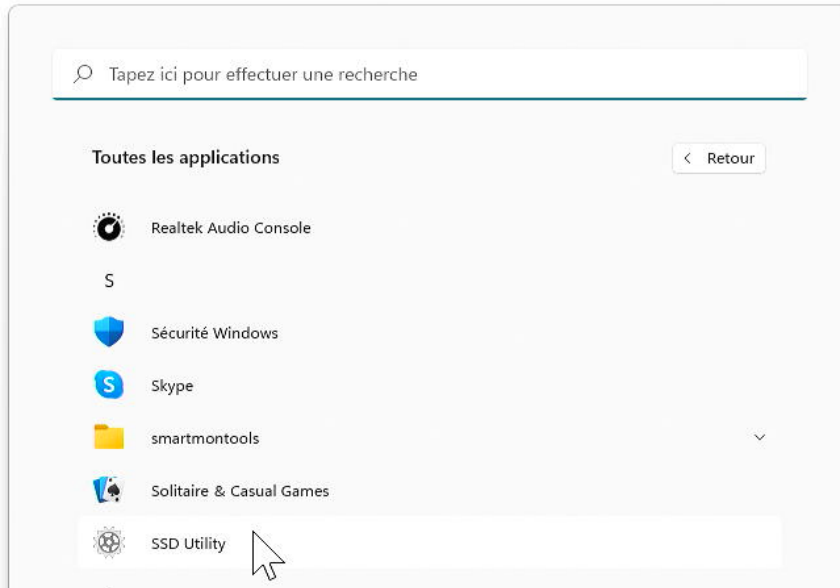 Tapez ici pour effectuer une recherche
Toutes les applications
Retour
Realtek Audio Console
S
Sécurité Windows
S
Skype
smartmontools
Solitaire & Casual Games
SSD Utility